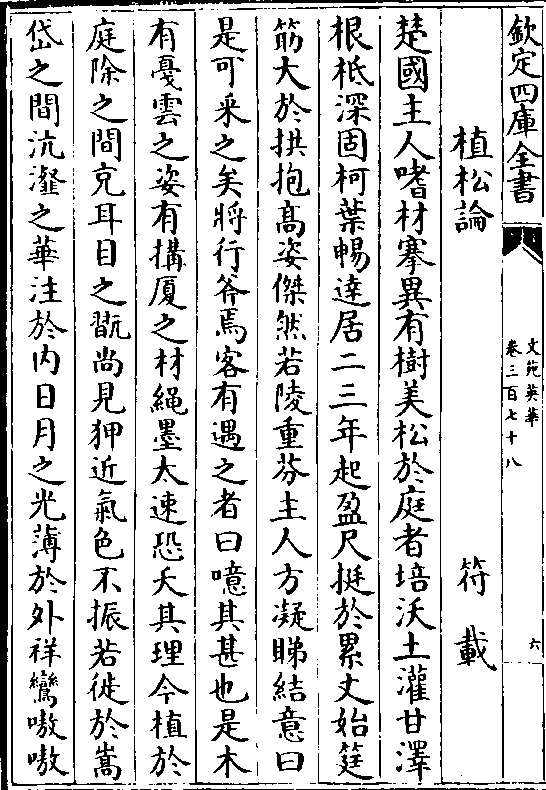 欽定四庫全書
文苑英華
卷三百七十八
六
植松論
符載
楚國主人嗜材搴異有樹美松於庭者培沃土灌甘澤
根柢深固柯葉暢達居二三年起盈尺挺於累丈始筳
筋大於拱抱髙姿傑然若陵重芬主人方凝睇結意曰
是可采之矣將行斧焉客有遇之者曰噫其甚也是木
有戞雲之姿有搆厦之材繩墨太速恐夭其理今植於
庭除之間充耳目之翫尚見狎近氣色不振若徙於嵩
岱之間沆瀣之華注於内日月之光薄於外祥鸞嗷嗷